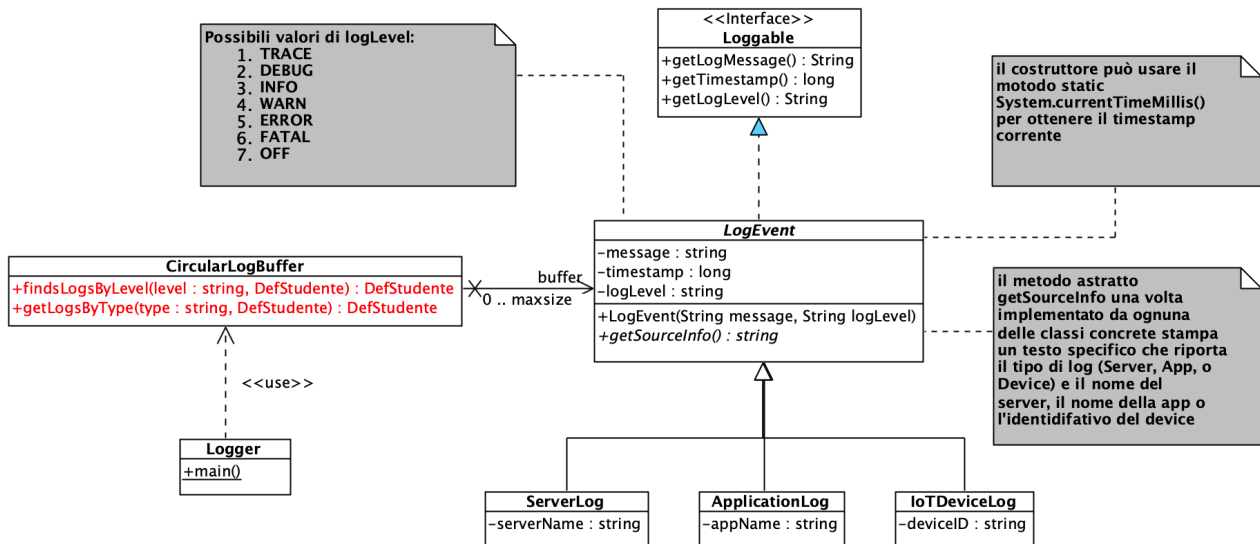 Possibili valori di logLevel:
1. TRACE
2. DEBUG
3. INFO
4. WARN
5. ERROR
6. FATAL
7. OFF
<<Interface>>
Loggable
+getLogMessage() : String
+getTimestamp() : long
+getLogLevel() : String
il costruttore può usare il
motodo static
System.currentTimeMillis()
per ottenere il timestamp
corrente
CircularLogBuffer
+findsLogsByLevel(level : string, DefStudente) : DefStudente
+getLogsByType(type : string, DefStudente) : DefStudente
buffer
0 .. maxsize
LogEvent
-message : string
-timestamp : long
-logLevel : string
+LogEvent(String message, String logLevel)
+getSourceInfo() : string
il metodo astratto
getSourceInfo una volta
implementato da ognuna
delle classi concrete stampa
un testo specifico che riporta
il tipo di log (Server, App, o
Device) e il nome del
server, il nome della app o
l'identidifativo del device
<<use>>
Logger
+main()
ServerLog
-serverName : string
ApplicationLog
-appName : string
IoTDeviceLog
-deviceID : string